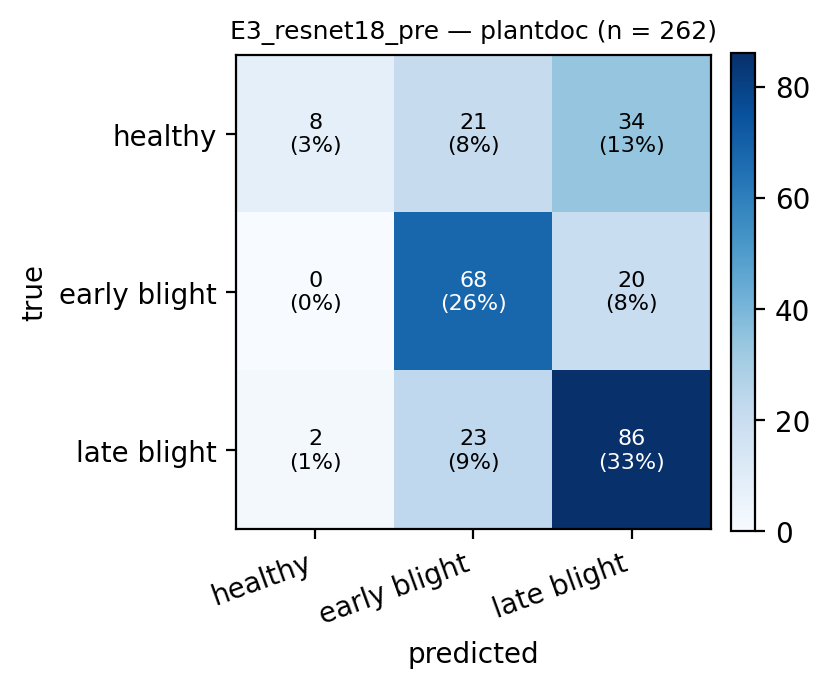 E3_resnet18_pre — plantdoc (n = 262)
healthy
8
(3%)
21
(8%)
34
(13%)
early blight
0
(0%)
68
(26%)
20
(8%)
late blight
2
(1%)
23
(9%)
86
(33%)
true
healthy
early blight
late blight
predicted
80
60
40
20
0